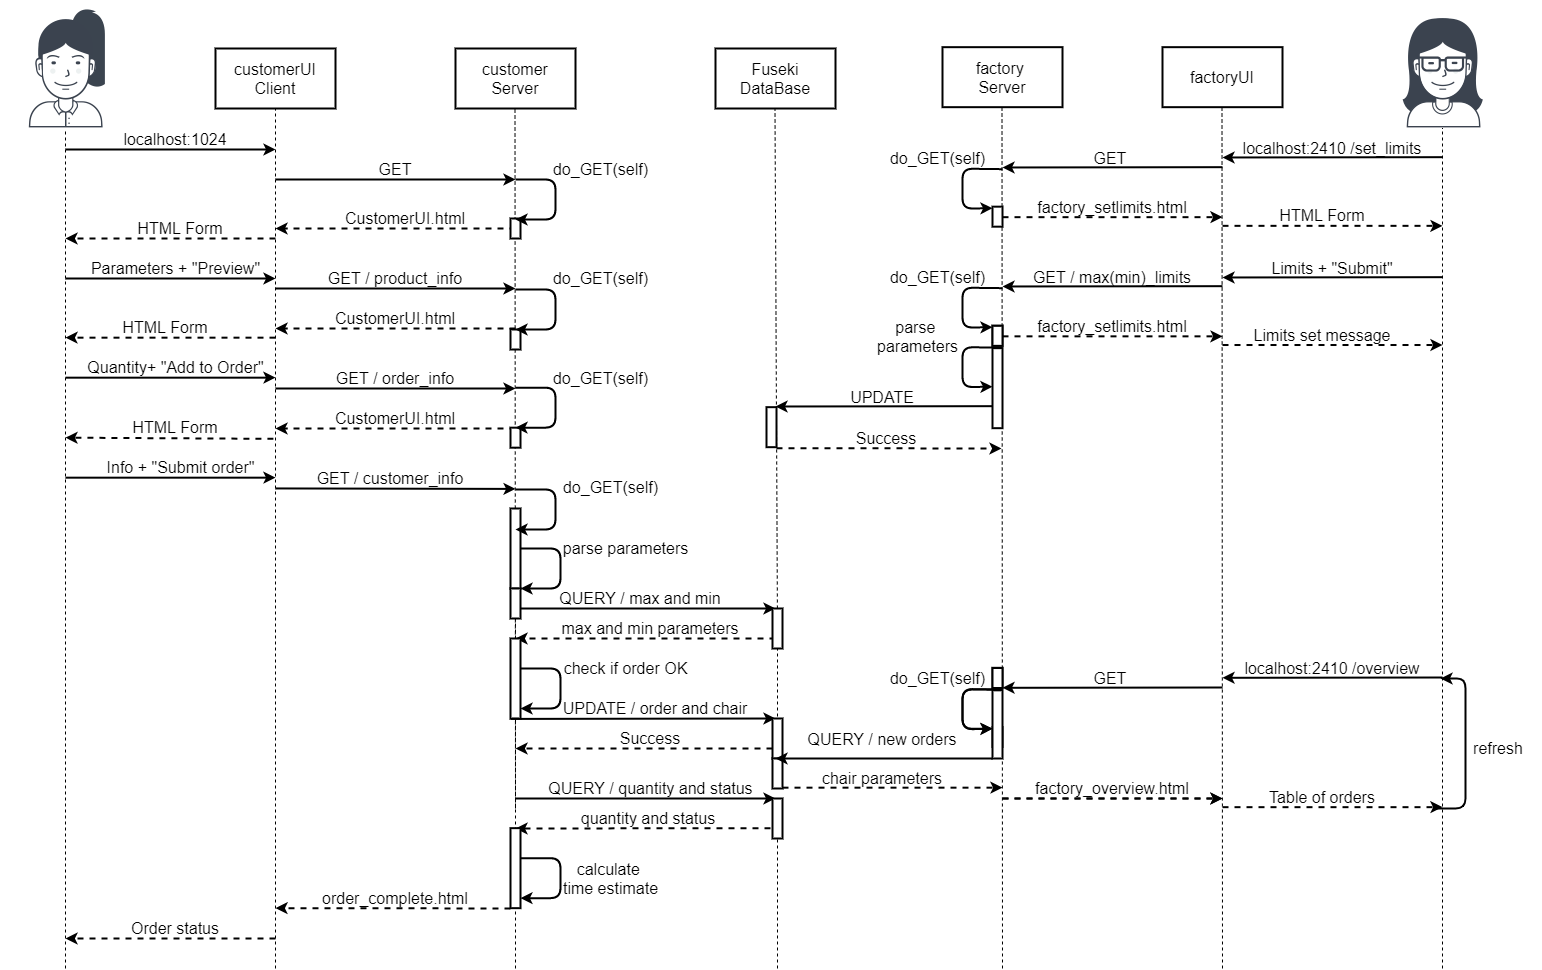 customerUI
Client
customer
Server
Fuseki
DataBase
factory
Server
factoryUI
localhost:1024
localhost:2410 /set_limits
do_GET(self)
GET
GET
do_GET(self)
CustomerUI.html
factory_setlimits.html
HTML Form
HTML Form
Parameters + "Preview"
GET / product_info
do_GET(self)
do_GET(self)
GET / max(min)_limits
Limits + "Submit"
CustomerUI.html
HTML Form
parse
parameters
factory_setlimits.html
Limits set message
Quantity+ "Add to Order"
GET / order_info
do_GET(self)
UPDATE
CustomerUI.html
HTML Form
Success
Info + "Submit order"
GET / customer_info
do_GET(self)
parse parameters
QUERY / max and min
max and min parameters
check if order OK
do_GET(self)
GET
localhost:2410 /overview
UPDATE / order and chair
Success
QUERY / new orders
refresh
chair parameters
QUERY / quantity and status
factory_overview.html
Table of orders
quantity and status
calculate
time estimate
order_complete.html
Order status